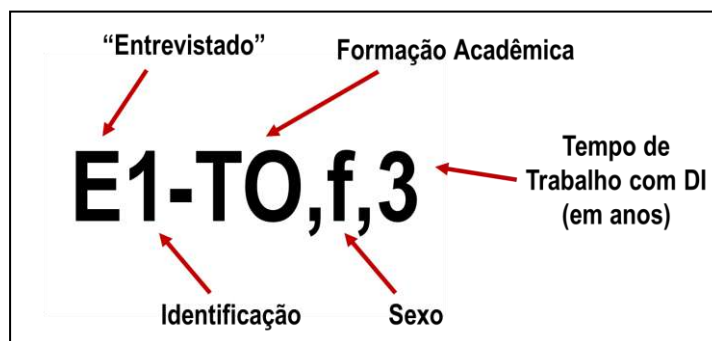 “Entrevistado”
Formação Acadêmica
E1-TO,f,3
Tempo de
Trabalho com DI
(em anos)
Identificação
Sexo